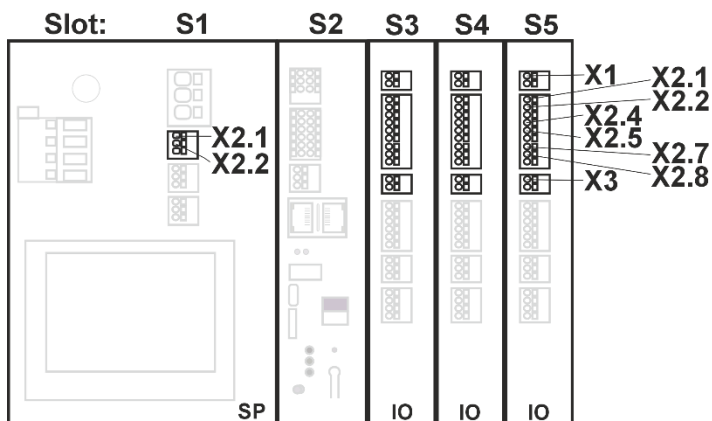 Slot: S1 S2 S3 S4 S5
X1
X2.1
X2.2
X2.4
X2.5
X2.7
X2.8
X3
X2.1
X2.2
SP IO IO IO